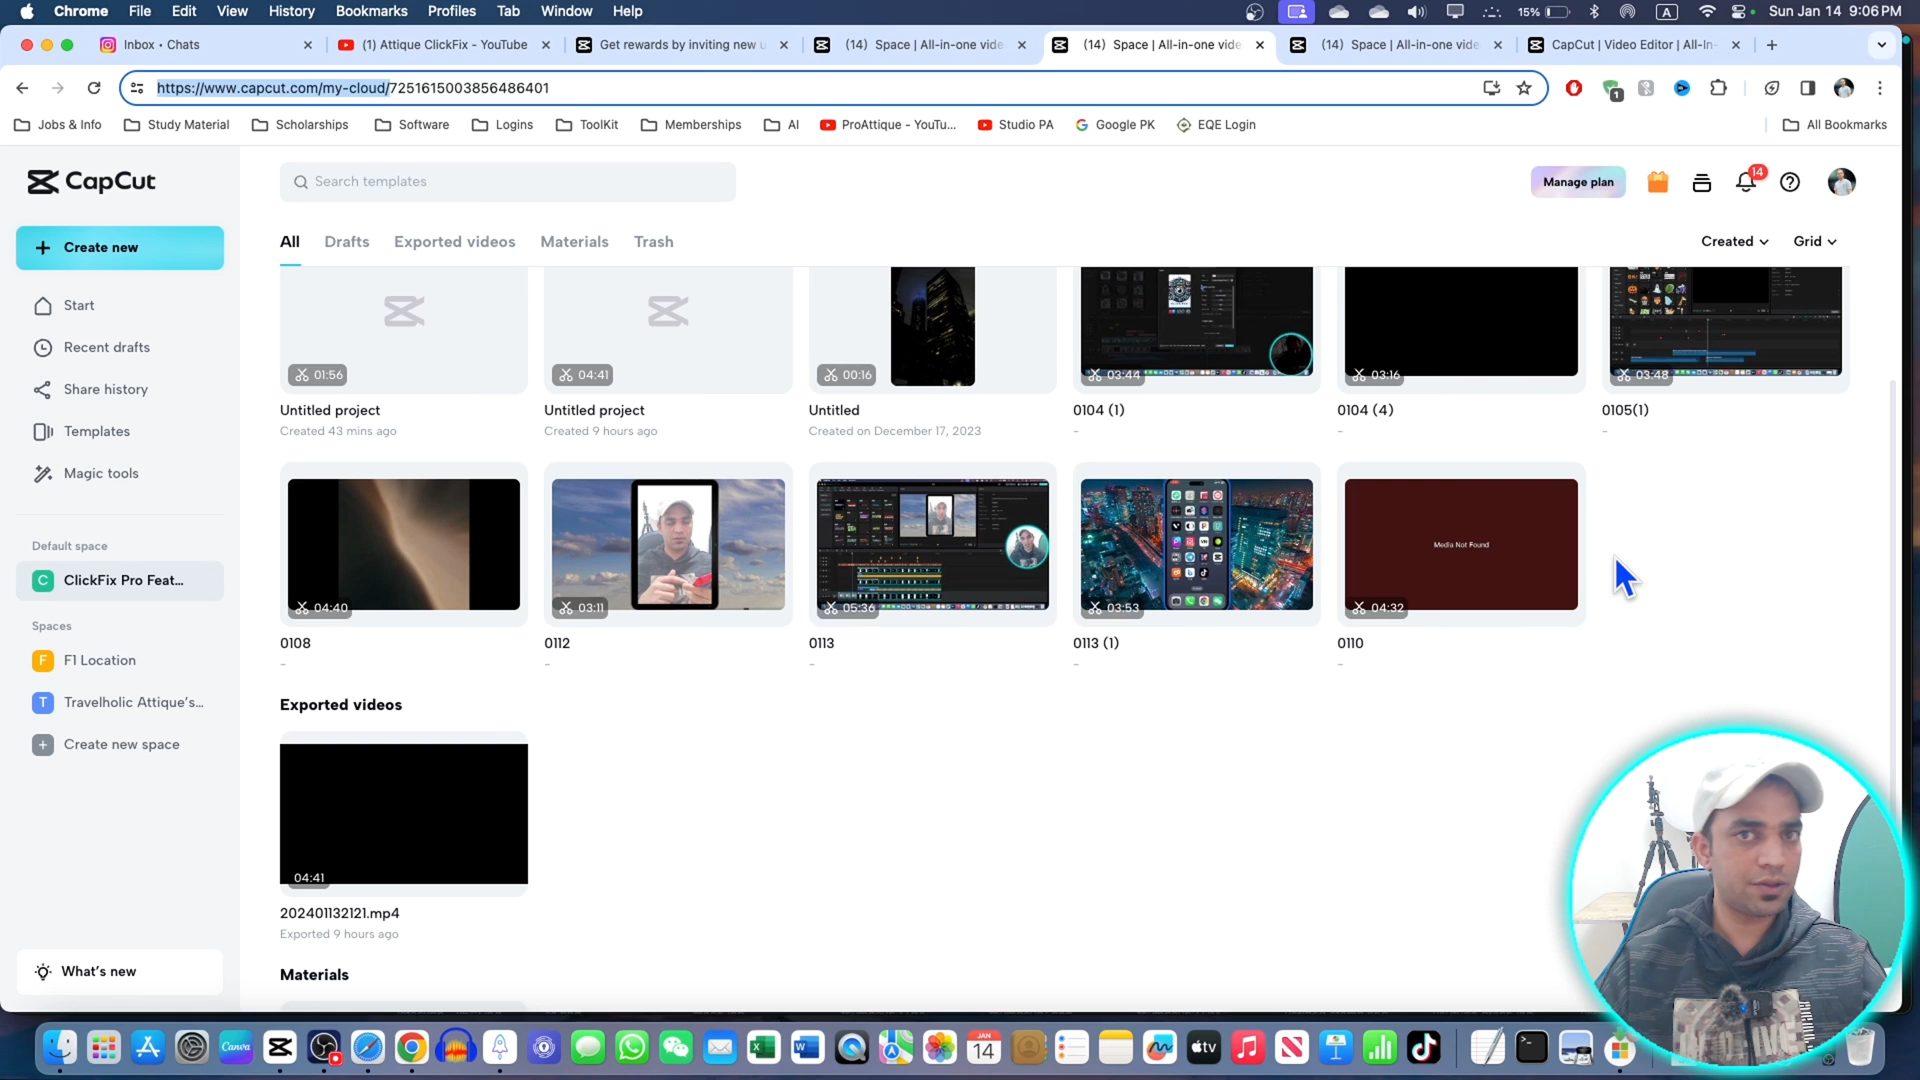 Chrome File Edit View History Bookmarks Profiles Tab Window Help 15% A Sun Jan 14 9:06 PM
Inbox • Chats (1) Attique ClickFix - YouTube Get rewards by inviting new u (14) Space | All-in-one vide (14) Space | All-in-one vide (14) Space | All-in-one vide CapCut | Video Editor | All-In-
https://www.capcut.com/my-cloud/7251615003856486401 1
Jobs & Info Study Material Scholarships Software Logins ToolKit Memberships AI ProAttique - YouTu... Studio PA Google PK EQE Login All Bookmarks
CapCut
Search templates
Manage plan
14
Create new
All Drafts Exported videos Materials Trash
Created Grid
Start
Recent drafts
Share history
Templates
Magic tools
Default space
C ClickFix Pro Feat...
Spaces
F F1 Location
T Travelholic Attique's...
+ Create new space
What's new
01:56 04:41 00:16 03:44 03:16 03:48
Untitled project Untitled project Untitled 0104 (1) 0104 (4) 0105(1)
Created 43 mins ago Created 9 hours ago Created on December 17, 2023 - - -
Media Not Found
04:40 03:11 05:36 03:53 04:32
0108 0112 0113 0113 (1) 0110
- - - - -
Exported videos
04:41
202401132121.mp4
Exported 9 hours ago
Materials
Canva
tv
JAN
14